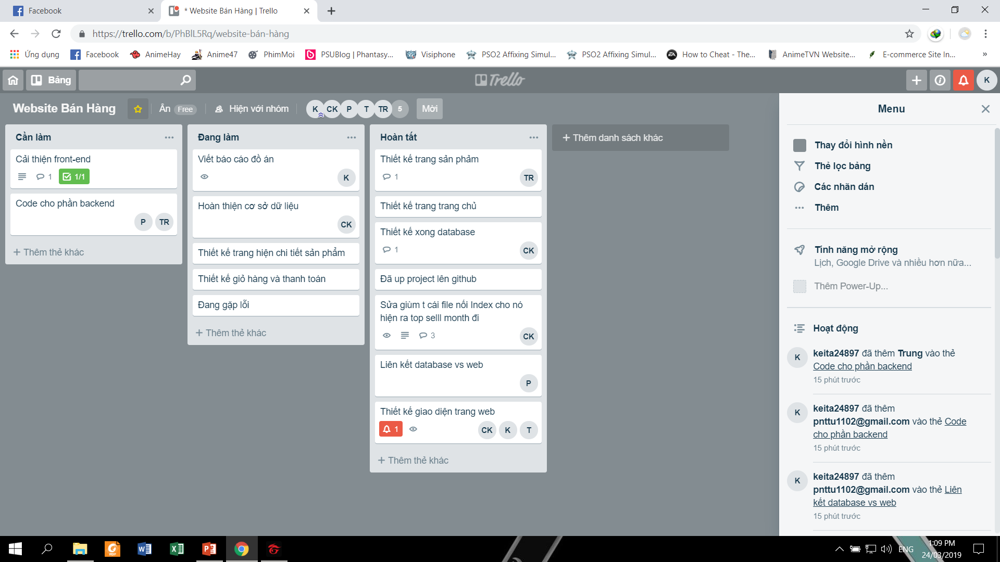 Facebook
* Website Bán Hàng | Trello
https://trello.com/b/PhBlL5Rq/website-bán-hàng
Ứng dụng
Facebook
AnimeHay
Anime47
PhimMoi
PSUBlog | Phantasy...
Visiphone
PSO2 Affixing Simul...
PSO2 Affixing Simul...
How to Cheat - The...
AnimeTVN Website...
E-commerce Site In...
»
Bảng
Trello
K
Website Bán Hàng
Ân Free
Hiện với nhóm
K CK P T TR 5
Mời
Cần làm
Cải thiện front-end
1 1/1
Code cho phần backend
P TR
+ Thêm thẻ khác
Đang làm
Viết báo cáo đồ án
K
Hoàn thiện cơ sở dữ liệu
CK
Thiết kế trang hiện chi tiết sản phẩm
Thiết kế giỏ hàng và thanh toán
Đang gặp lỗi
+ Thêm thẻ khác
Hoàn tất
Thiết kế trang sản phảm
1 TR
Thiết kế trang trang chủ
Thiết kế xong database
1 CK
Đã up project lên github
Sửa giùm t cái file nối Index cho nó
hiện ra top selll month đi
3 CK
Liên kết database vs web
P
Thiết kế giao diện trang web
1 CK K T
+ Thêm thẻ khác
+ Thêm danh sách khác
Menu
Thay đổi hình nền
Thẻ lọc bảng
Các nhãn dán
Thêm
Tính năng mở rộng
Lịch, Google Drive và nhiều hơn nữa...
Thêm Power-Up...
Hoạt động
K
keita24897 đã thêm Trung vào thẻ
Code cho phần backend
15 phút trước
K
keita24897 đã thêm
pnttu1102@gmail.com vào thẻ Code
cho phần backend
15 phút trước
K
keita24897 đã thêm
pnttu1102@gmail.com vào thẻ Liên
kết database vs web
15 phút trước
PDF
ENG
1:09 PM
24/03/2019